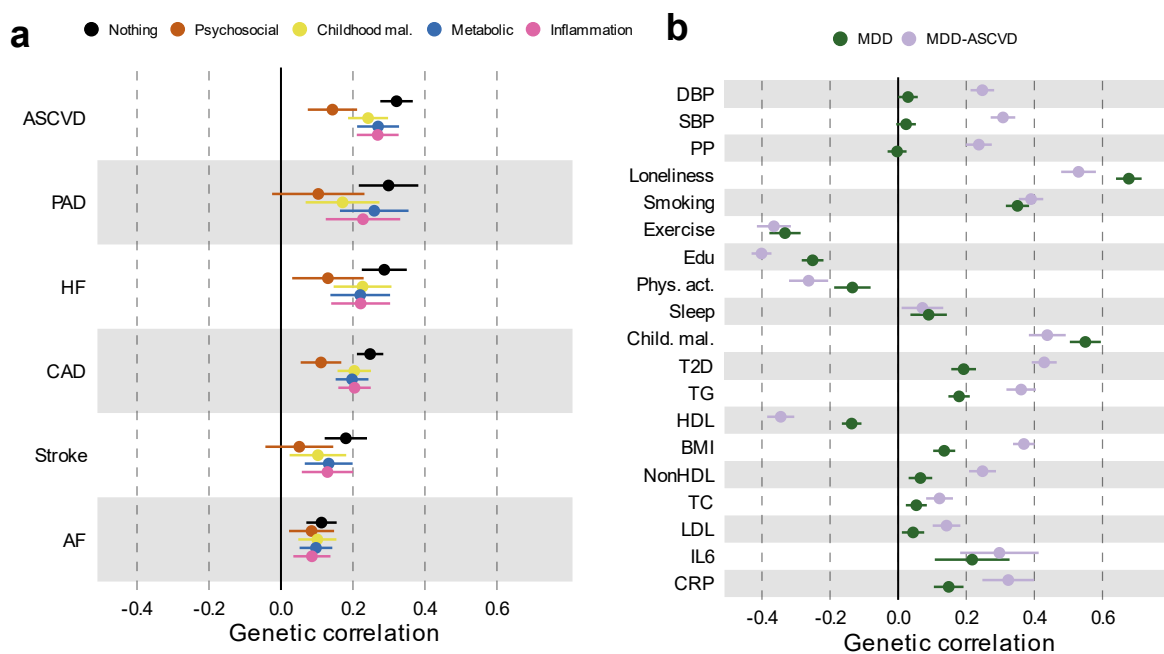 a
Nothing Psychosocial Childhood mal. Metabolic Inflammation
ASCVD
PAD
HF
CAD
Stroke
AF
-0.4 -0.2 0.0 0.2 0.4 0.6
Genetic correlation
b
MDD MDD-ASCVD
DBP
SBP
PP
Loneliness
Smoking
Exercise
Edu
Phys. act.
Sleep
Child. mal.
T2D
TG
HDL
BMI
NonHDL
TC
LDL
IL6
CRP
-0.4 -0.2 0.0 0.2 0.4 0.6
Genetic correlation